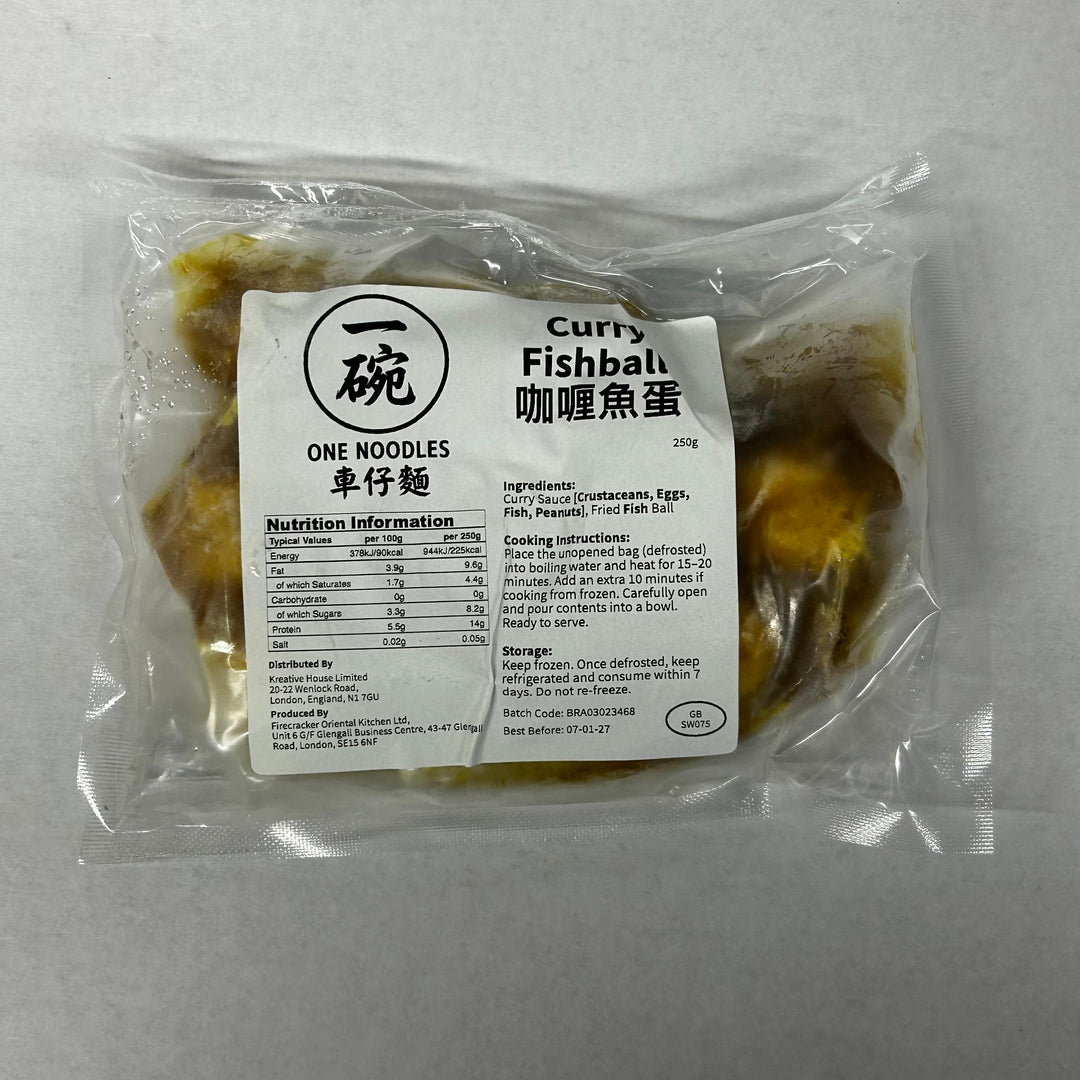 一
碗
ONE NOODLES
車仔麵
Nutrition Information
Typical Values per 100g per 250g
Energy 378kJ/90kcal 944kJ/225kcal
Fat 3.9g 9.6g
of which Saturates 1.7g 4.4g
Carbohydrate 0g 0g
of which Sugars 3.3g 8.2g
Protein 5.5g 14g
Salt 0.02g 0.05g
Distributed By
Kreative House Limited
20-22 Wenlock Road,
London, England, N1 7GU
Produced By
Firecracker Oriental Kitchen Ltd,
Unit 6 G/F Glengall Business Centre, 43-47 Glengall
Road, London, SE15 6NF
Curry
Fishball
咖喱魚蛋
250g
Ingredients:
Curry Sauce [Crustaceans, Eggs,
Fish, Peanuts], Fried Fish Ball
Cooking Instructions:
Place the unopened bag (defrosted)
into boiling water and heat for 15–20
minutes. Add an extra 10 minutes if
cooking from frozen. Carefully open
and pour contents into a bowl.
Ready to serve.
Storage:
Keep frozen. Once defrosted, keep
refrigerated and consume within 7
days. Do not re-freeze.
Batch Code: BRA03023468
Best Before: 07-01-27
GB
SW075